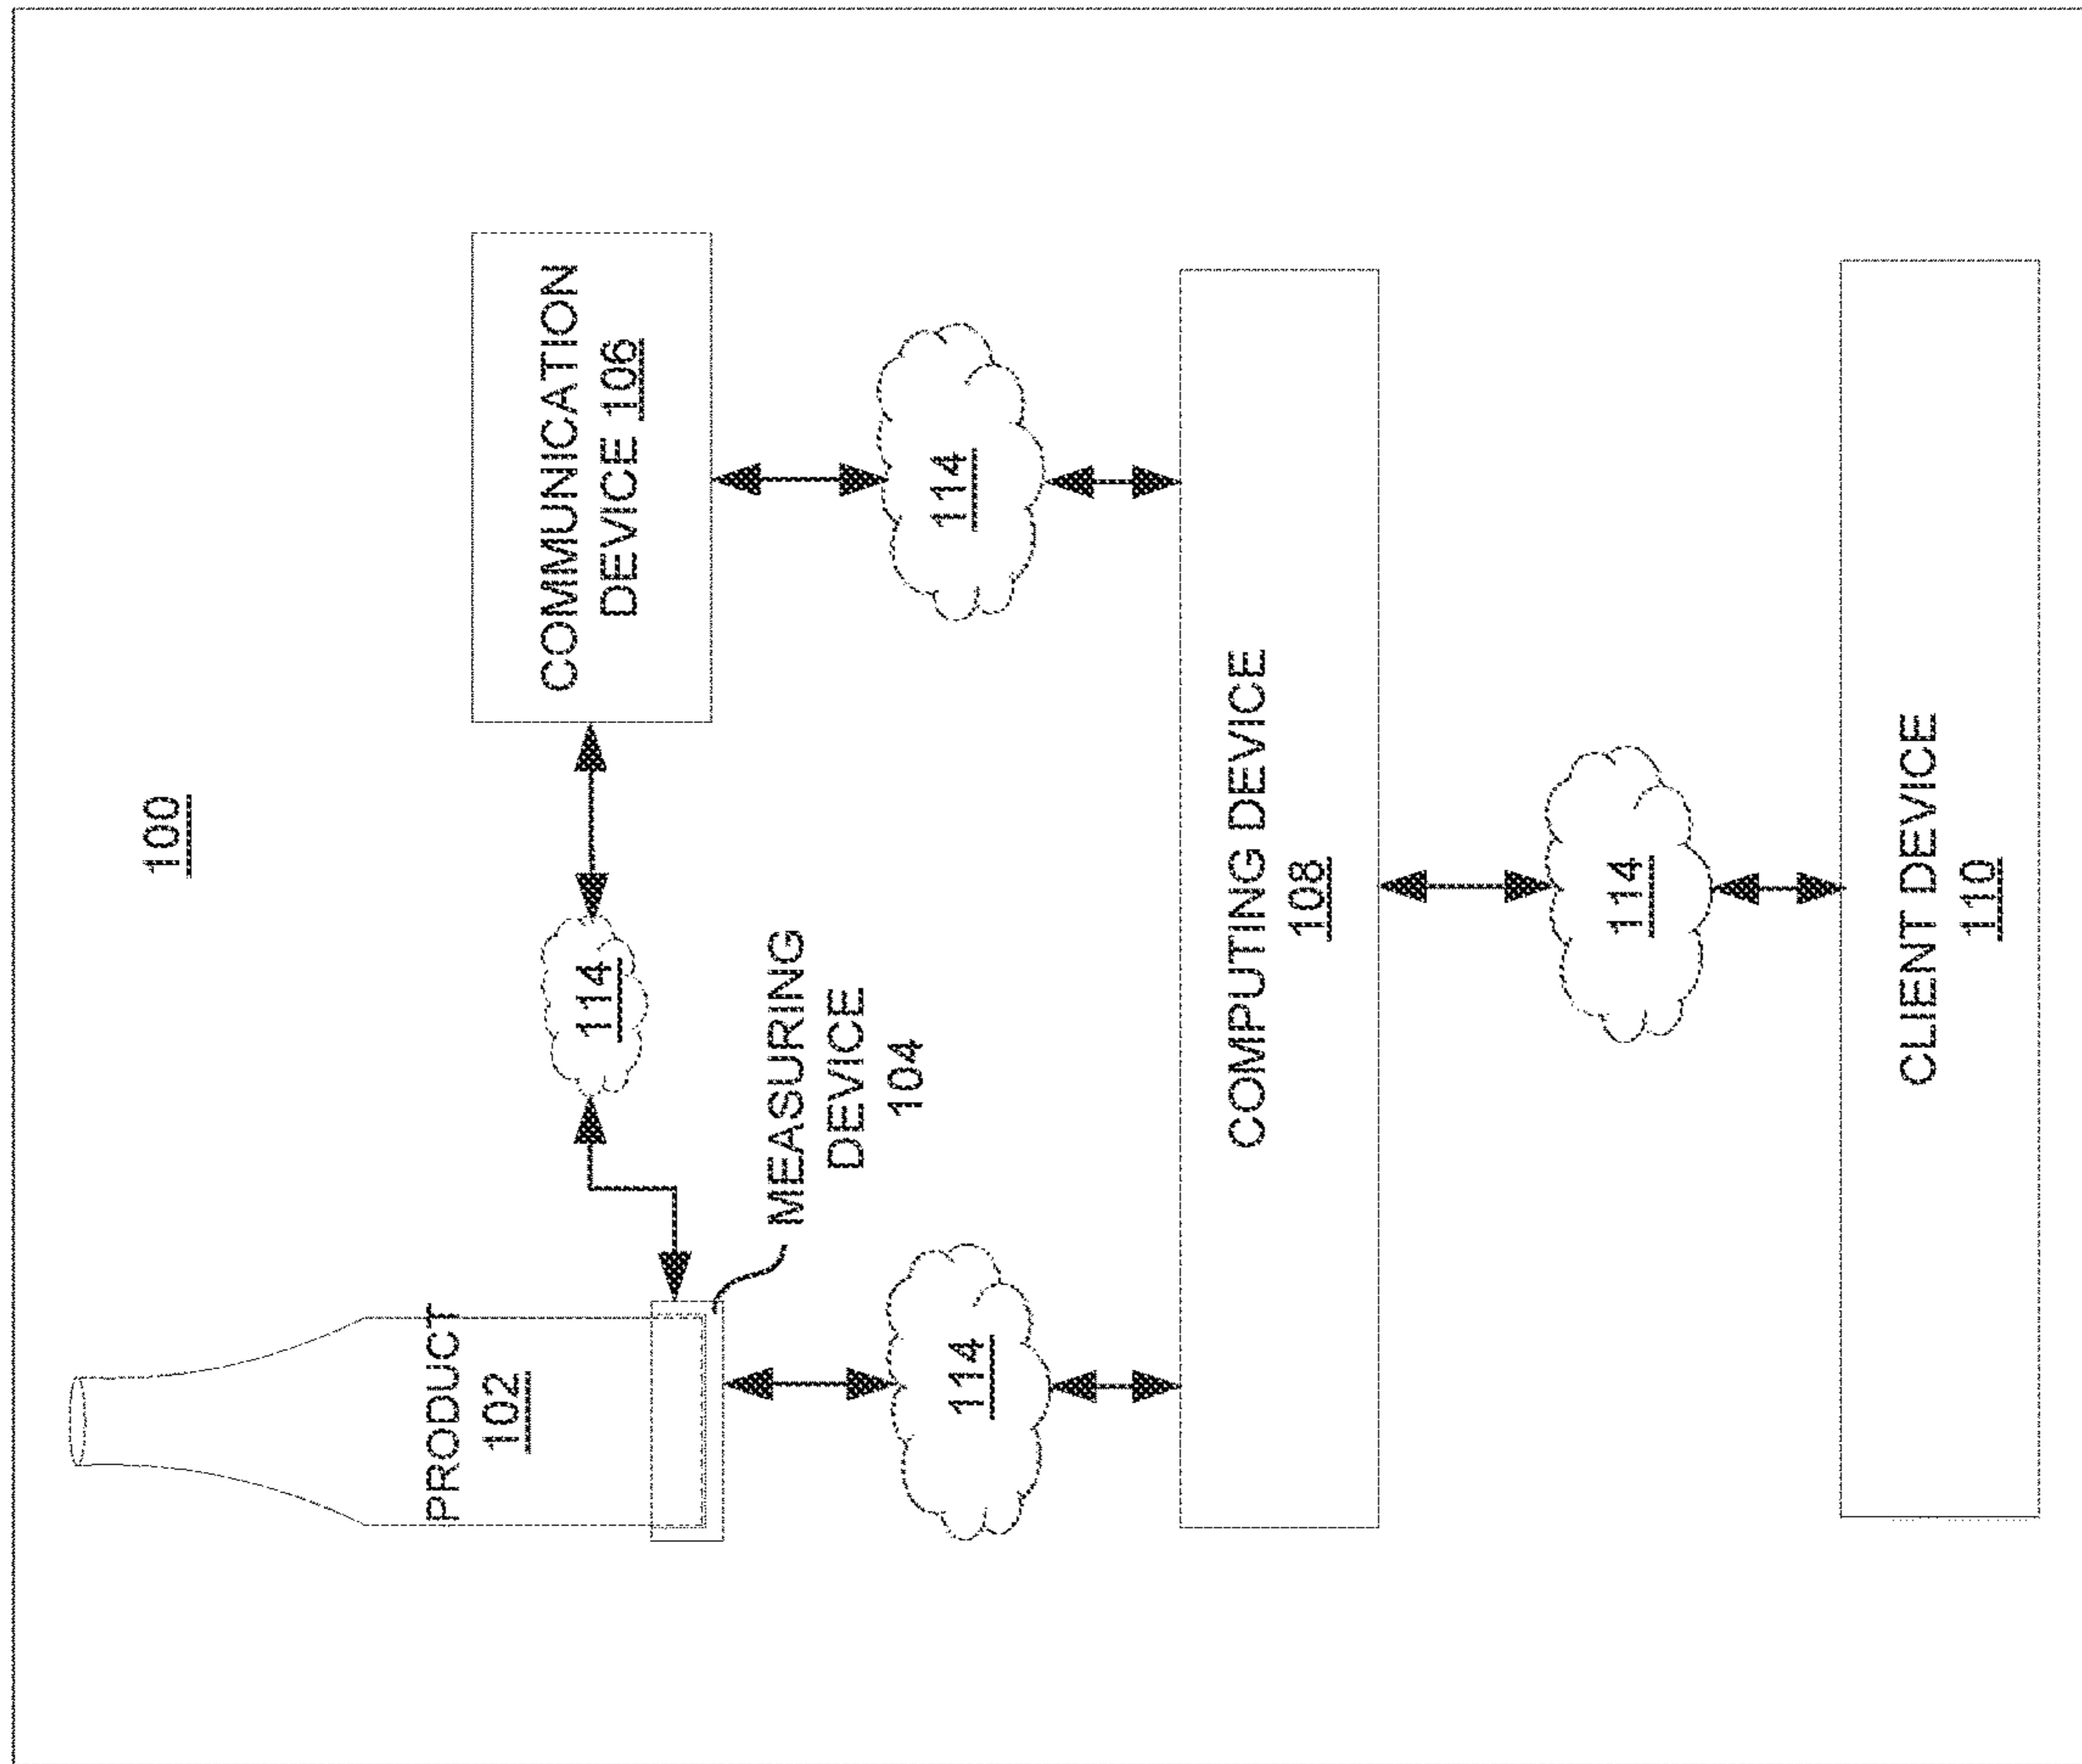 100
PRODUCT
102
114
COMMUNICATION
DEVICE 106
MEASURING
DEVICE
104
114
114
COMPUTING DEVICE
108
114
CLIENT DEVICE
110